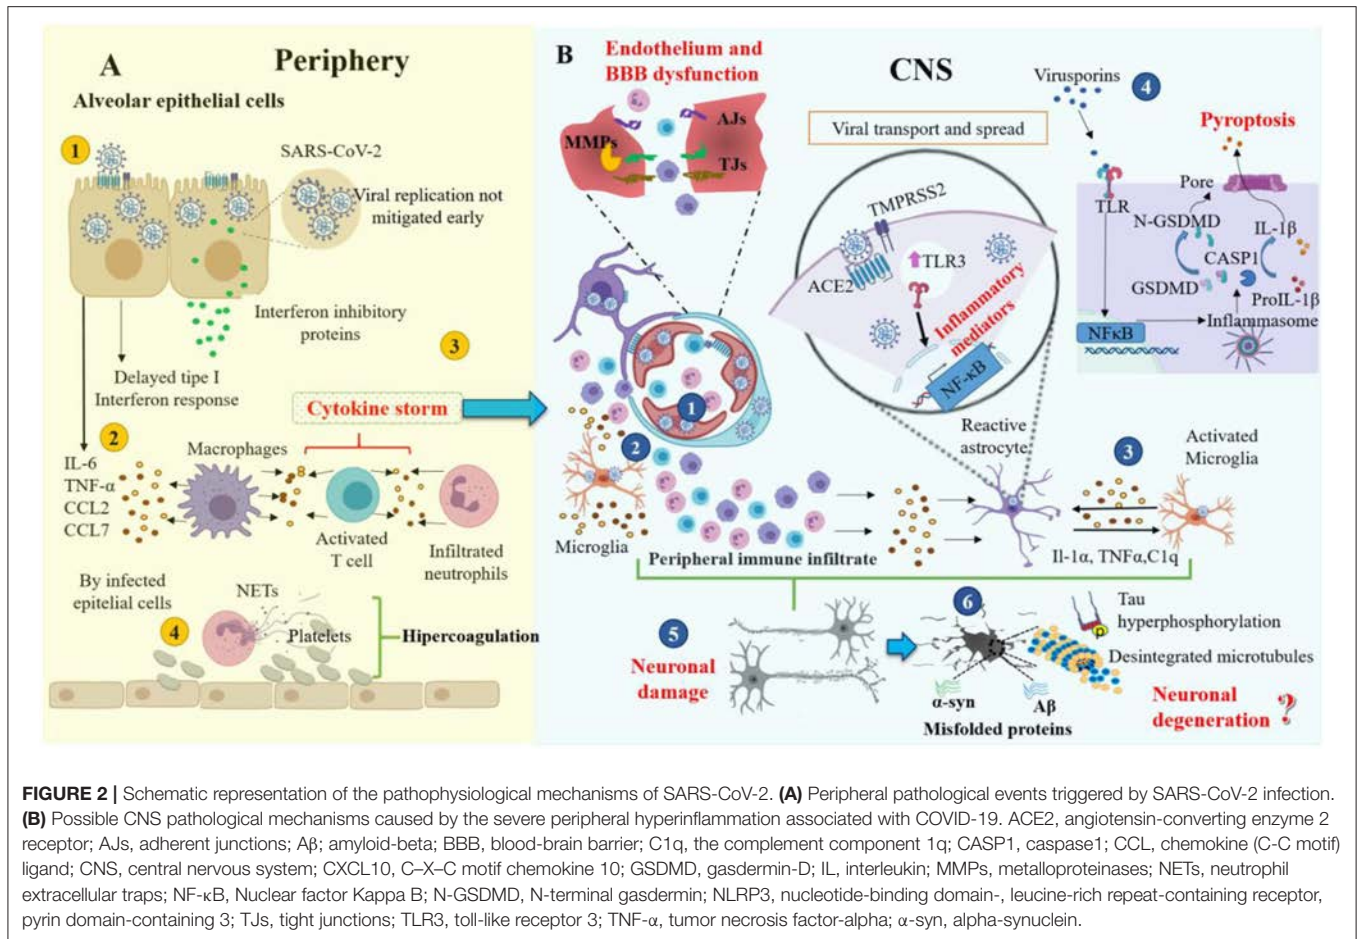 A
Periphery
Alveolar epithelial cells
1
SARS-CoV-2
Viral replication not
mitigated early
Interferon inhibitory
proteins
3
Delayed tipe I
Interferon response
Cytokine storm
2
Macrophages
IL-6
TNF-α
CCL2
CCL7
Activated
T cell
Infiltrated
neutrophils
By infected
epitelial cells
NETs
4
Platelets
Hipercoagulation
B
Endothelium and
BBB dysfunction
CNS
MMPs
AJs
TJs
Viral transport and spread
TMPRSS2
ACE2
TLR3
Inflammatory
mediators
NF-κB
Virusporins
4
Pyroptosis
Pore
TLR
N-GSDMD
IL-1β
CASP1
GSDMD
ProIL-1β
NFκB
Inflammasome
1
2
Reactive
astrocyte
3
Activated
Microglia
Microglia
Peripheral immune infiltrate
Il-1α, TNFα,C1q
5
Neuronal
damage
6
Tau
hyperphosphorylation
p
Desintegrated microtubules
α-syn
Aβ
Misfolded proteins
Neuronal
degeneration ?
FIGURE 2 | Schematic representation of the pathophysiological mechanisms of SARS-CoV-2. (A) Peripheral pathological events triggered by SARS-CoV-2 infection.
(B) Possible CNS pathological mechanisms caused by the severe peripheral hyperinflammation associated with COVID-19. ACE2, angiotensin-converting enzyme 2
receptor; AJs, adherent junctions; Aβ; amyloid-beta; BBB, blood-brain barrier; C1q, the complement component 1q; CASP1, caspase1; CCL, chemokine (C-C motif)
ligand; CNS, central nervous system; CXCL10, C–X–C motif chemokine 10; GSDMD, gasdermin-D; IL, interleukin; MMPs, metalloproteinases; NETs, neutrophil
extracellular traps; NF-κB, Nuclear factor Kappa B; N-GSDMD, N-terminal gasdermin; NLRP3, nucleotide-binding domain-, leucine-rich repeat-containing receptor,
pyrin domain-containing 3; TJs, tight junctions; TLR3, toll-like receptor 3; TNF-α, tumor necrosis factor-alpha; α-syn, alpha-synuclein.